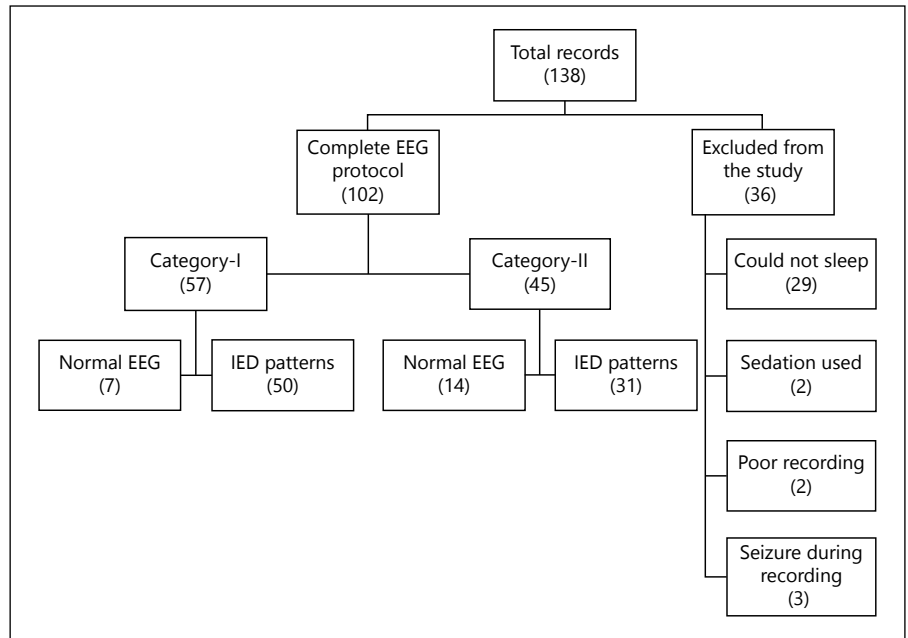 Total records
(138)
Complete EEG
protocol
(102)
Excluded from
the study
(36)
Category-I
(57)
Category-II
(45)
Could not sleep
(29)
Normal EEG
(7)
IED patterns
(50)
Normal EEG
(14)
IED patterns
(31)
Sedation used
(2)
Poor recording
(2)
Seizure during
recording
(3)